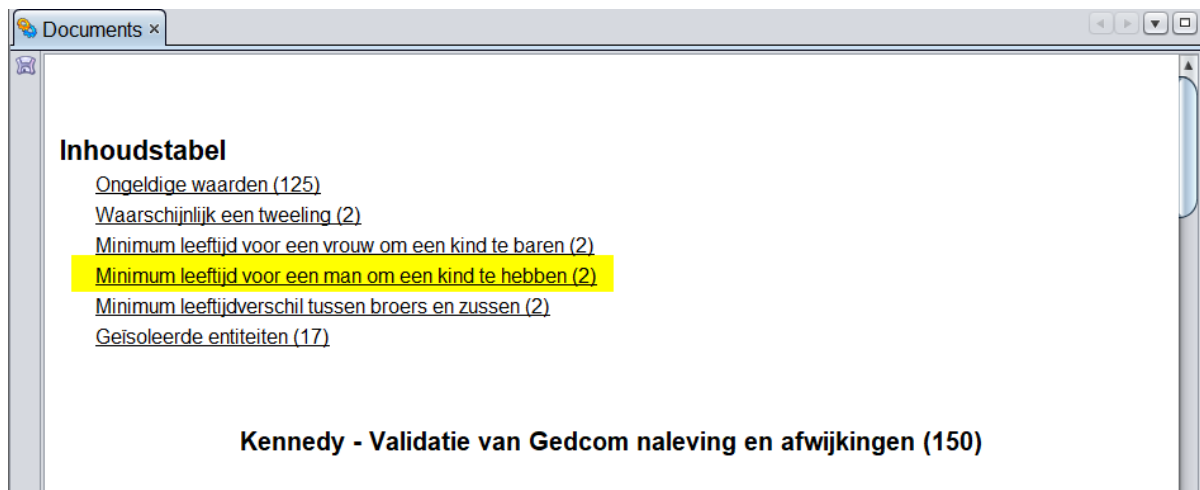 Documents ×
Inhoudstabel
Ongeldige waarden (125)
Waarschijnlijk een tweeling (2)
Minimum leeftijd voor een vrouw om een kind te baren (2)
Minimum leeftijd voor een man om een kind te hebben (2)
Minimum leeftijdverschil tussen broers en zussen (2)
Geïsoleerde entiteiten (17)
Kennedy - Validatie van Gedcom naleving en afwijkingen (150)